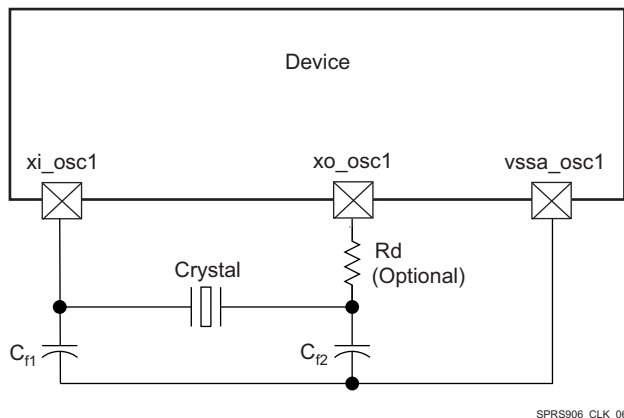 Device
xi_osc1
xo_osc1
vssa_osc1
Rd
(Optional)
Crystal
Cf1
Cf2
SPRS906_CLK_06